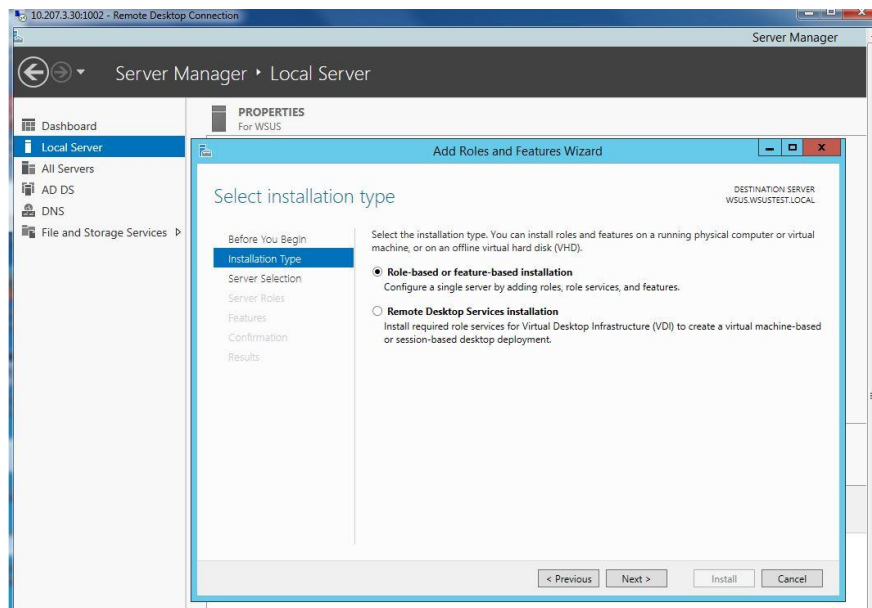 10.207.3.30:1002 - Remote Desktop Connection
Server Manager
Server Manager • Local Server
Dashboard
Local Server
All Servers
AD DS
DNS
File and Storage Services
PROPERTIES
For WSUS
Add Roles and Features Wizard
Select installation type
DESTINATION SERVER
WSUS.WSUSTEST.LOCAL
Before You Begin
Installation Type
Server Selection
Server Roles
Features
Confirmation
Results
Select the installation type. You can install roles and features on a running physical computer or virtual
machine, or on an offline virtual hard disk (VHD).
Role-based or feature-based installation
Configure a single server by adding roles, role services, and features.
Remote Desktop Services installation
Install required role services for Virtual Desktop Infrastructure (VDI) to create a virtual machine-based
or session-based desktop deployment.
< Previous
Next >
Install
Cancel